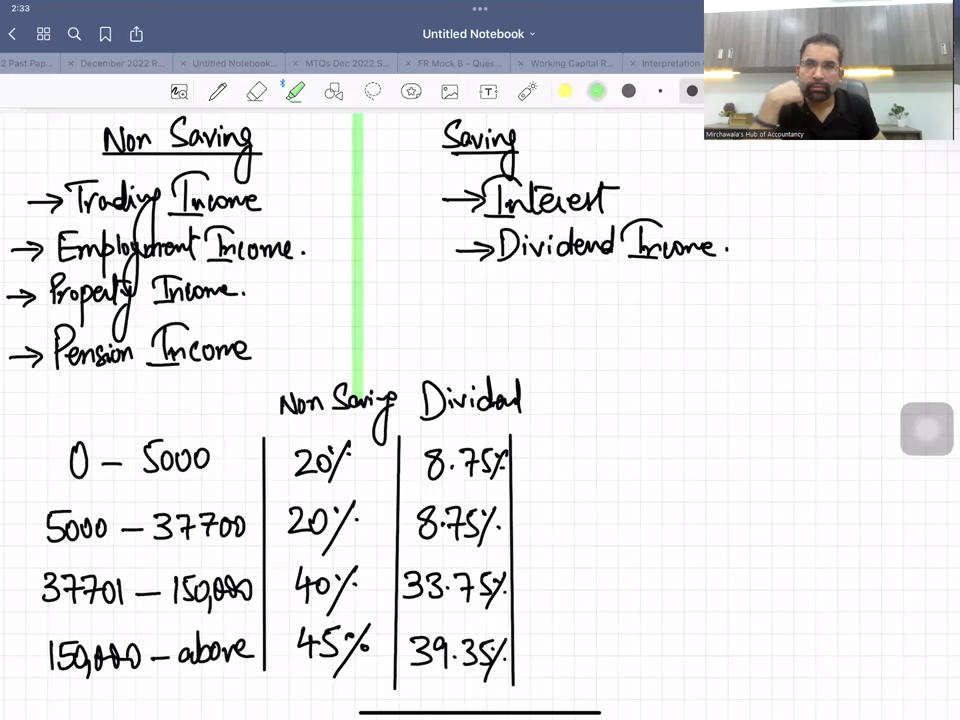 2:33
Untitled Notebook
2 Past Pap... × December 2022 R... × Untitled Notebook... × MTQs Dec 2022.S... × FR Mock B - Ques... × Working Capital R... × Interpretation
Mirchawala's Hub of Accountancy
Non Saving
→ Trading Income
→ Employment Income.
→ Property Income.
→ Pension Income
Saving
→ Interest
→ Dividend Income.
Non Saving Dividend
0 – 5000 20% 8.75%
5000 – 37700 20% 8.75%
37701 – 150,000 40% 33.75%
150,000 – above 45% 39.35%